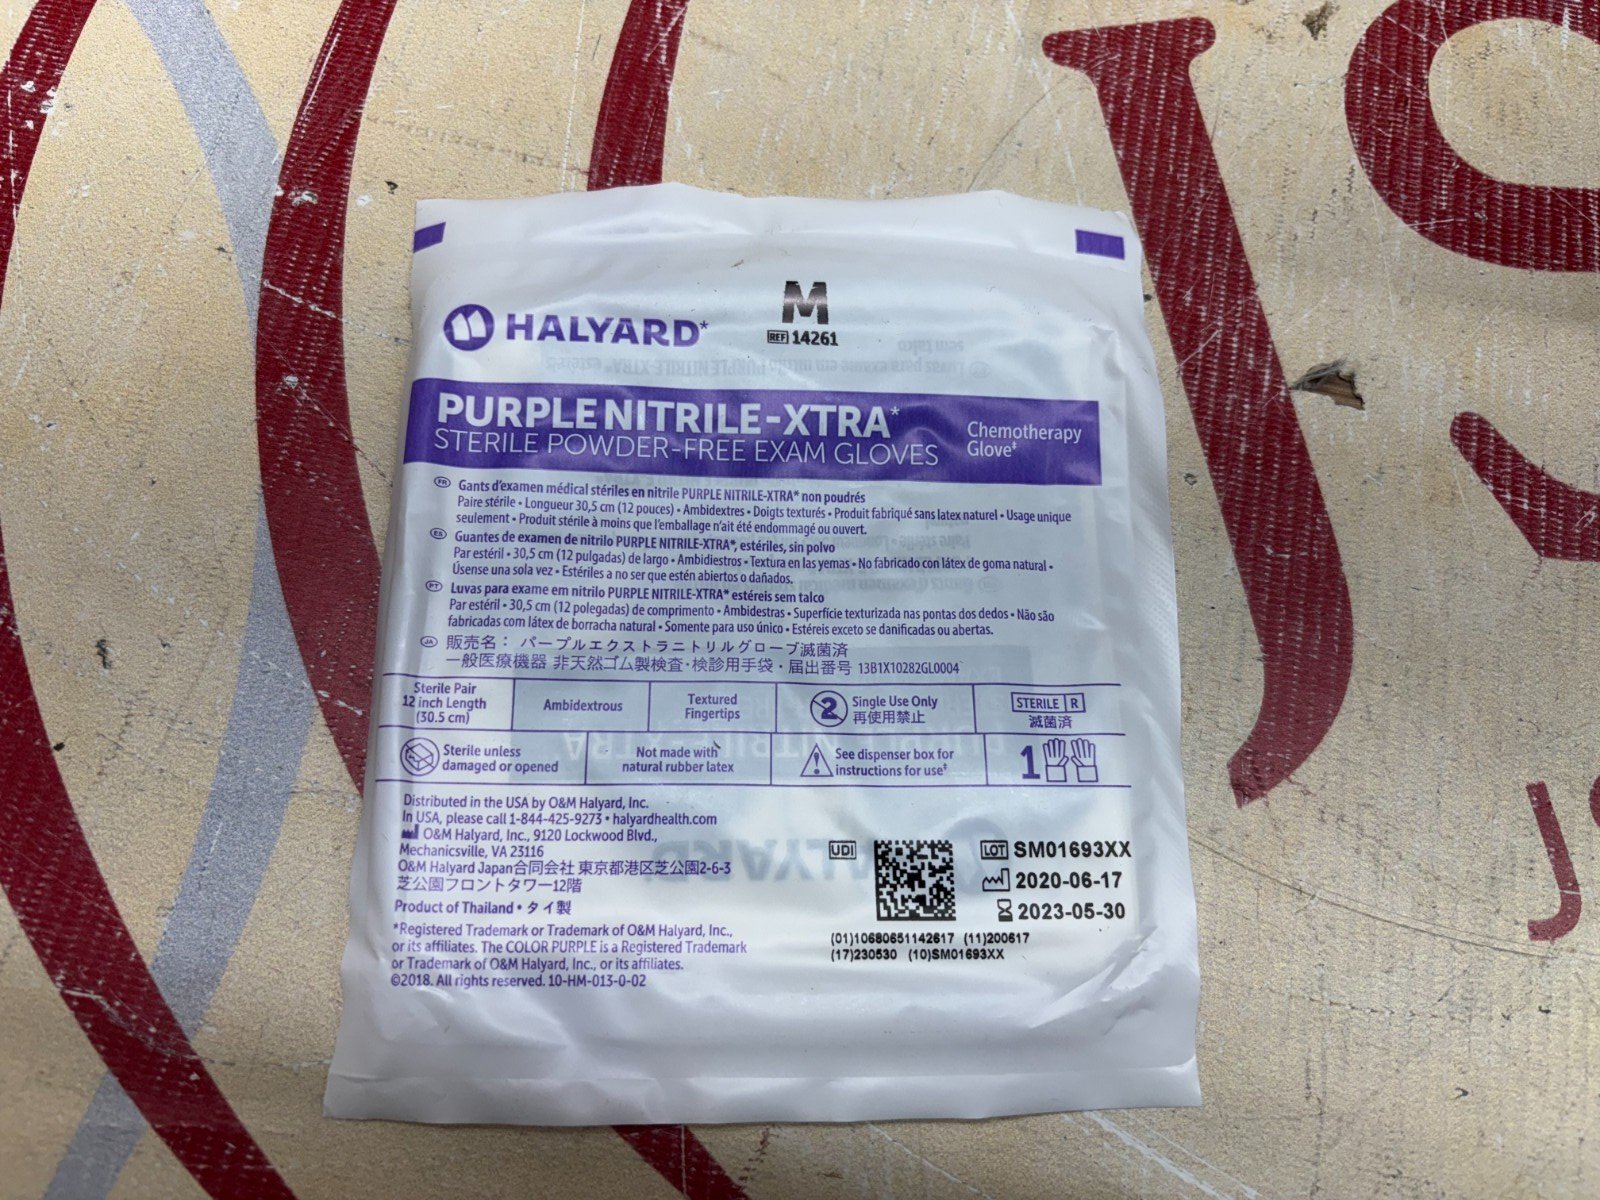 HALYARD*
M
REF 14261
PURPLE NITRILE-XTRA*
STERILE POWDER-FREE EXAM GLOVES
Chemotherapy
Glove‡
FR Gants d'examen médical stériles en nitrile PURPLE NITRILE-XTRA* non poudrés
Paire stérile • Longueur 30,5 cm (12 pouces) • Ambidextres • Doigts texturés • Produit fabriqué sans latex naturel • Usage unique
seulement • Produit stérile à moins que l'emballage n'ait été endommagé ou ouvert.
ES Guantes de examen de nitrilo PURPLE NITRILE-XTRA*, estériles, sin polvo
Par estéril • 30,5 cm (12 pulgadas) de largo • Ambidiestros • Textura en las yemas • No fabricado con látex de goma natural •
Úsense una sola vez • Estériles a no ser que estén abiertos o dañados.
PT Luvas para exame em nitrilo PURPLE NITRILE-XTRA* estéreis sem talco
Par estéril • 30,5 cm (12 polegadas) de comprimento • Ambidestras • Superfície texturizada nas pontas dos dedos • Não são
fabricadas com látex de borracha natural • Somente para uso único • Estéreis exceto se danificadas ou abertas.
JA 販売名： パープルエクストラニトリルグローブ滅菌済
一般医療機器 非天然ゴム製検査・検診用手袋・届出番号 13B1X10282GL0004
Sterile Pair
12 inch Length
(30.5 cm)
Ambidextrous
Textured
Fingertips
2
Single Use Only
再使用禁止
STERILE R
滅菌済
Sterile unless
damaged or opened
Not made with
natural rubber latex
See dispenser box for
instructions for use‡
1
Distributed in the USA by O&M Halyard, Inc.
In USA, please call 1-844-425-9273 • halyardhealth.com
O&M Halyard, Inc., 9120 Lockwood Blvd.,
Mechanicsville, VA 23116
O&M Halyard Japan合同会社 東京都港区芝公園2-6-3
芝公園フロントタワー12階
Product of Thailand • タイ製
*Registered Trademark or Trademark of O&M Halyard, Inc.,
or its affiliates. The COLOR PURPLE is a Registered Trademark
or Trademark of O&M Halyard, Inc., or its affiliates.
©2018. All rights reserved. 10-HM-013-0-02
UDI
LOT SM01693XX
2020-06-17
2023-05-30
(01)10680651142617 (11)200617
(17)230530 (10)SM01693XX